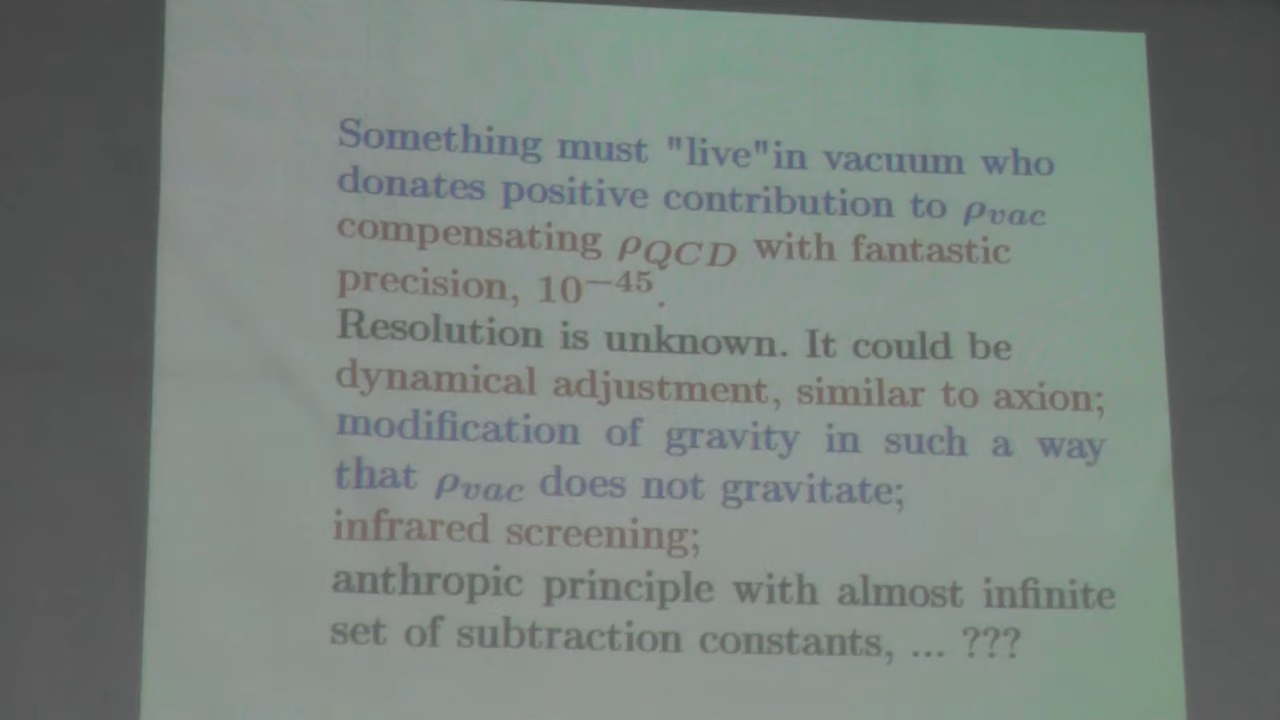 Something must "live"in vacuum who
donates positive contribution to ρvac
compensating ρQCD with fantastic
precision, 10−45.
Resolution is unknown. It could be
dynamical adjustment, similar to axion;
modification of gravity in such a way
that ρvac does not gravitate;
infrared screening;
anthropic principle with almost infinite
set of subtraction constants, ... ???